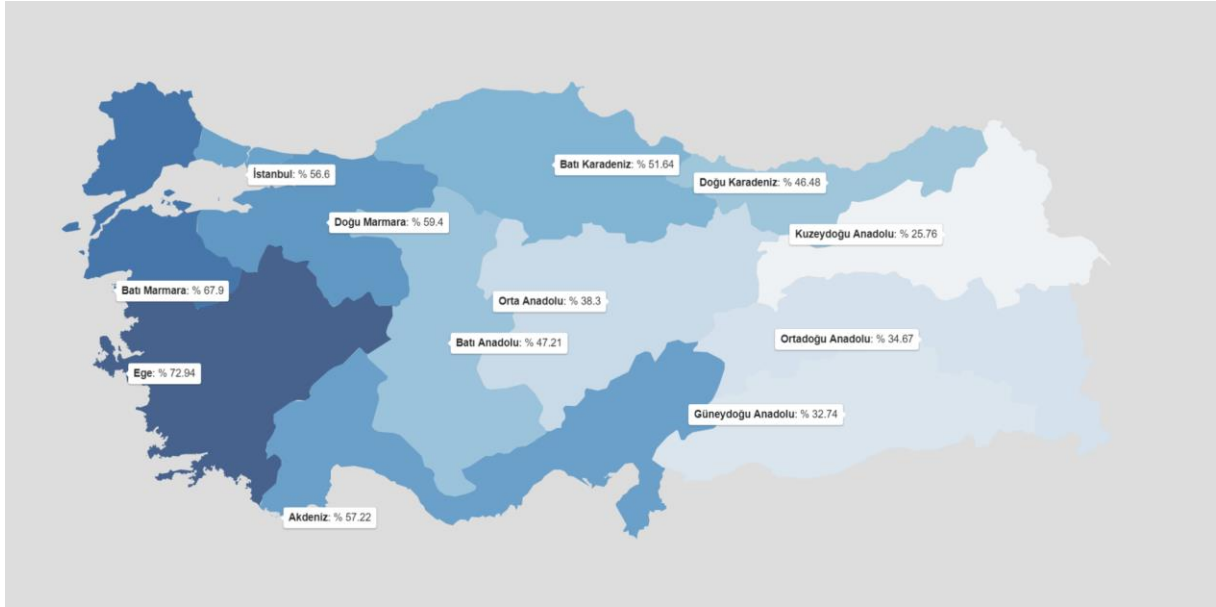 Batı Karadeniz: % 51.64
İstanbul: % 56.6
Doğu Karadeniz: % 46.48
Doğu Marmara: % 59.4
Kuzeydoğu Anadolu: % 25.76
Batı Marmara: % 67.9
Orta Anadolu: % 38.3
Ortadoğu Anadolu: % 34.67
Batı Anadolu: % 47.21
Ege: % 72.94
Güneydoğu Anadolu: % 32.74
Akdeniz: % 57.22